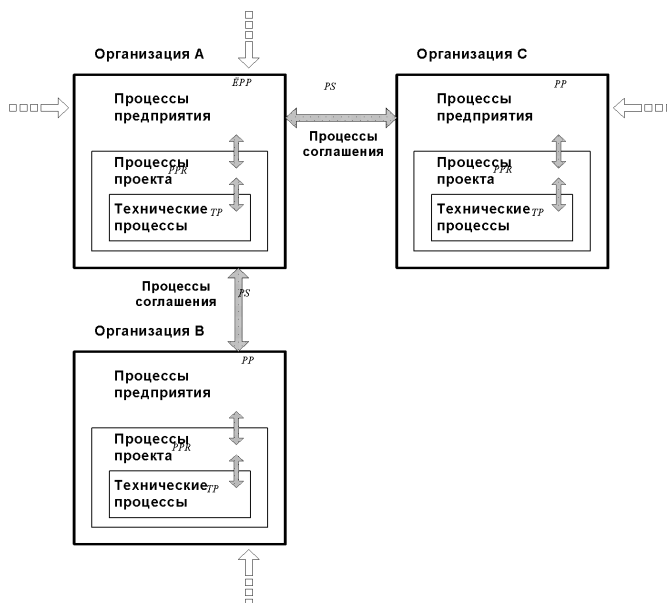 Организация А
Организация С
ЁPP
PS
PP
Процессы
предприятия
Процессы
соглашения
Процессы
предприятия
Процессы
проекта
PPR
Технические
процессы
TP
Процессы
проекта
PPR
Технические
процессы
TP
Процессы
соглашения
PS
Организация В
PP
Процессы
предприятия
Процессы
проекта
PPR
Технические
процессы
TP